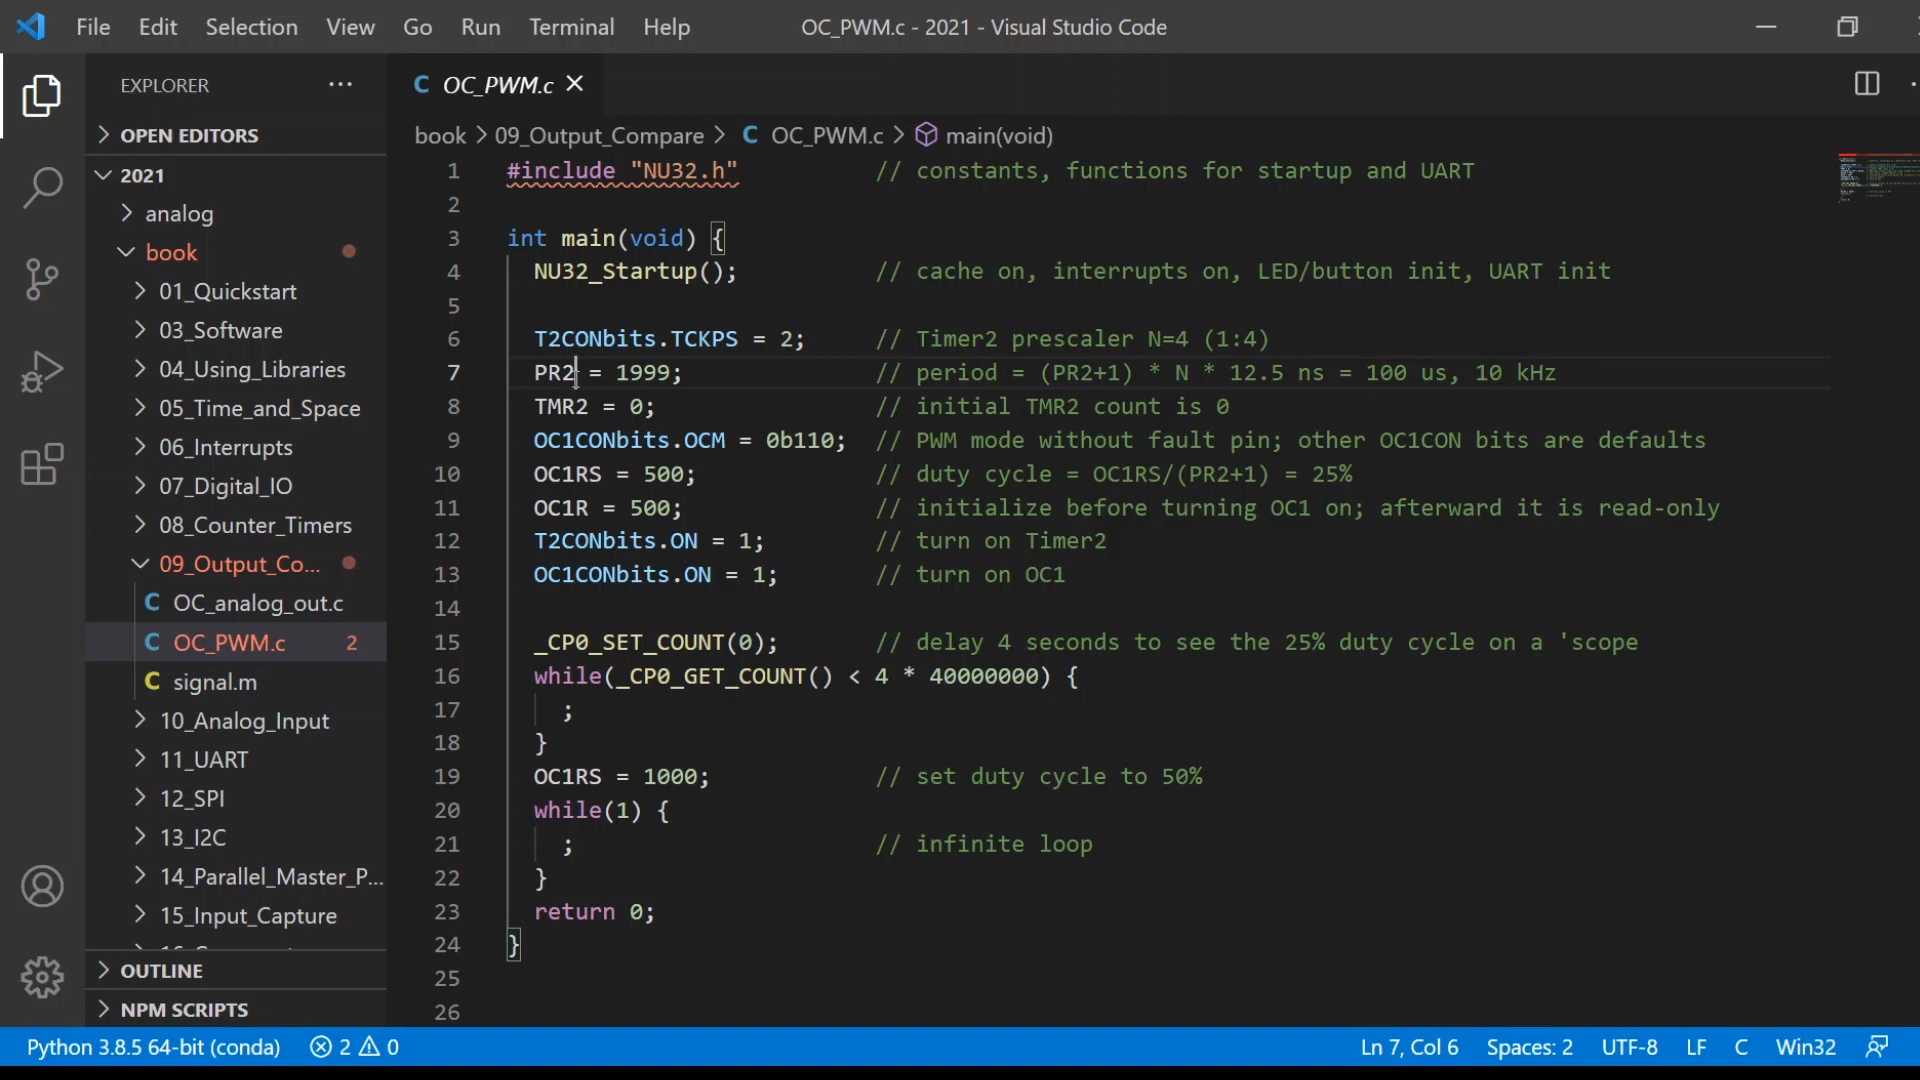 File Edit Selection View Go Run Terminal Help OC_PWM.c - 2021 - Visual Studio Code
EXPLORER ···
OPEN EDITORS
2021
analog
book
01_Quickstart
03_Software
04_Using_Libraries
05_Time_and_Space
06_Interrupts
07_Digital_IO
08_Counter_Timers
09_Output_Co...
C OC_analog_out.c
C OC_PWM.c 2
C signal.m
10_Analog_Input
11_UART
12_SPI
13_I2C
14_Parallel_Master_P...
15_Input_Capture
OUTLINE
NPM SCRIPTS
C OC_PWM.c
book > 09_Output_Compare > C OC_PWM.c > main(void)
1 #include "NU32.h" // constants, functions for startup and UART
2
3 int main(void) {
4 NU32_Startup(); // cache on, interrupts on, LED/button init, UART init
5
6 T2CONbits.TCKPS = 2; // Timer2 prescaler N=4 (1:4)
7 PR2 = 1999; // period = (PR2+1) * N * 12.5 ns = 100 us, 10 kHz
8 TMR2 = 0; // initial TMR2 count is 0
9 OC1CONbits.OCM = 0b110; // PWM mode without fault pin; other OC1CON bits are defaults
10 OC1RS = 500; // duty cycle = OC1RS/(PR2+1) = 25%
11 OC1R = 500; // initialize before turning OC1 on; afterward it is read-only
12 T2CONbits.ON = 1; // turn on Timer2
13 OC1CONbits.ON = 1; // turn on OC1
14
15 _CP0_SET_COUNT(0); // delay 4 seconds to see the 25% duty cycle on a 'scope
16 while(_CP0_GET_COUNT() < 4 * 40000000) {
17 ;
18 }
19 OC1RS = 1000; // set duty cycle to 50%
20 while(1) {
21 ; // infinite loop
22 }
23 return 0;
24 }
25
26
Python 3.8.5 64-bit (conda) 2 0 Ln 7, Col 6 Spaces: 2 UTF-8 LF C Win32